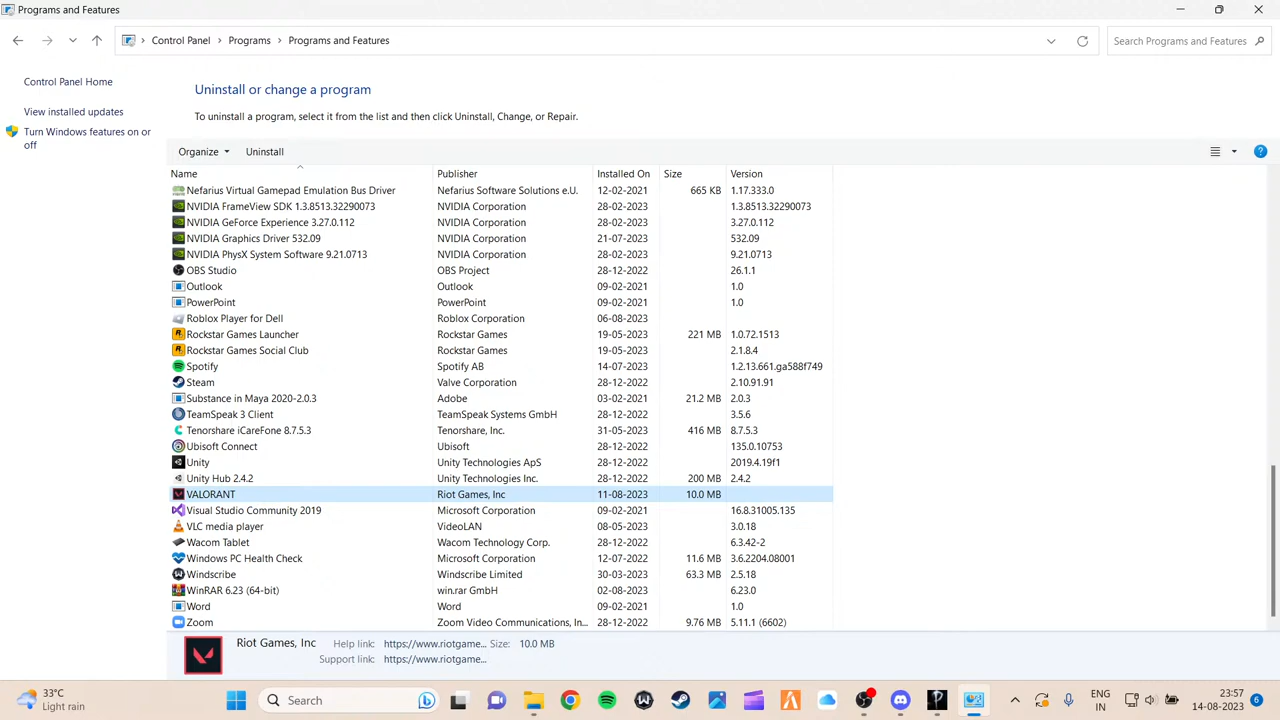 Programs and Features
Control Panel > Programs > Programs and Features
Search Programs and Features
Control Panel Home
View installed updates
Turn Windows features on or
off
Uninstall or change a program
To uninstall a program, select it from the list and then click Uninstall, Change, or Repair.
Organize Uninstall
Name Publisher Installed On Size Version
Nefarius Virtual Gamepad Emulation Bus Driver Nefarius Software Solutions e.U. 12-02-2021 665 KB 1.17.333.0
NVIDIA FrameView SDK 1.3.8513.32290073 NVIDIA Corporation 28-02-2023 1.3.8513.32290073
NVIDIA GeForce Experience 3.27.0.112 NVIDIA Corporation 28-02-2023 3.27.0.112
NVIDIA Graphics Driver 532.09 NVIDIA Corporation 21-07-2023 532.09
NVIDIA PhysX System Software 9.21.0713 NVIDIA Corporation 28-02-2023 9.21.0713
OBS Studio OBS Project 28-12-2022 26.1.1
Outlook Outlook 09-02-2021 1.0
PowerPoint PowerPoint 09-02-2021 1.0
Roblox Player for Dell Roblox Corporation 06-08-2023
Rockstar Games Launcher Rockstar Games 19-05-2023 221 MB 1.0.72.1513
Rockstar Games Social Club Rockstar Games 19-05-2023 2.1.8.4
Spotify Spotify AB 14-07-2023 1.2.13.661.ga588f749
Steam Valve Corporation 28-12-2022 2.10.91.91
Substance in Maya 2020-2.0.3 Adobe 03-02-2021 21.2 MB 2.0.3
TeamSpeak 3 Client TeamSpeak Systems GmbH 28-12-2022 3.5.6
Tenorshare iCareFone 8.7.5.3 Tenorshare, Inc. 31-05-2023 416 MB 8.7.5.3
Ubisoft Connect Ubisoft 28-12-2022 135.0.10753
Unity Unity Technologies ApS 28-12-2022 2019.4.19f1
Unity Hub 2.4.2 Unity Technologies Inc. 28-12-2022 200 MB 2.4.2
VALORANT Riot Games, Inc 11-08-2023 10.0 MB
Visual Studio Community 2019 Microsoft Corporation 09-02-2021 16.8.31005.135
VLC media player VideoLAN 08-05-2023 3.0.18
Wacom Tablet Wacom Technology Corp. 28-12-2022 6.3.42-2
Windows PC Health Check Microsoft Corporation 12-07-2022 11.6 MB 3.6.2204.08001
Windscribe Windscribe Limited 30-03-2023 63.3 MB 2.5.18
WinRAR 6.23 (64-bit) win.rar GmbH 02-08-2023 6.23.0
Word Word 09-02-2021 1.0
Zoom Zoom Video Communications, In... 28-12-2022 9.76 MB 5.11.1 (6602)
Riot Games, Inc Help link: https://www.riotgame... Size: 10.0 MB
Support link: https://www.riotgame...
33°C
Light rain
Search
ENG
IN
23:57
14-08-2023
6